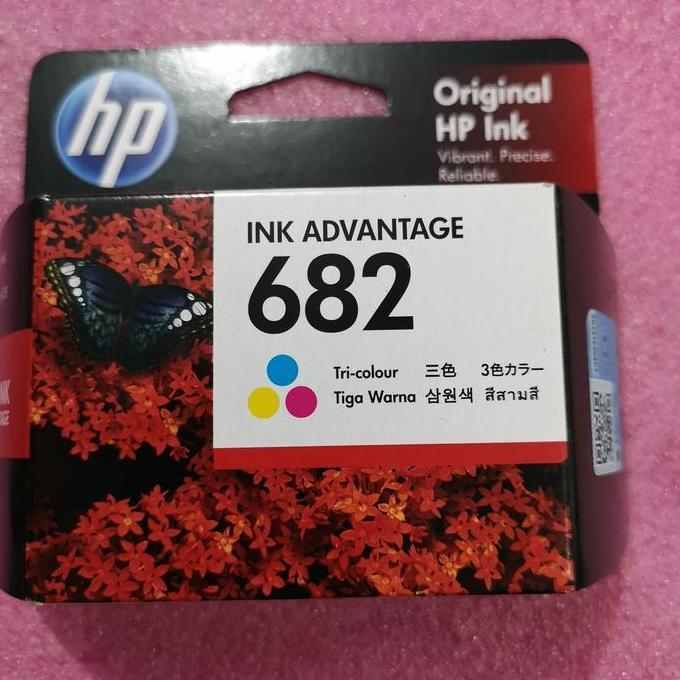 hp
Original
HP Ink
Vibrant. Precise.
Reliable.
INK ADVANTAGE
682
Tri-colour 三色 3色カラー
Tiga Warna 삼원색 สีสามสี